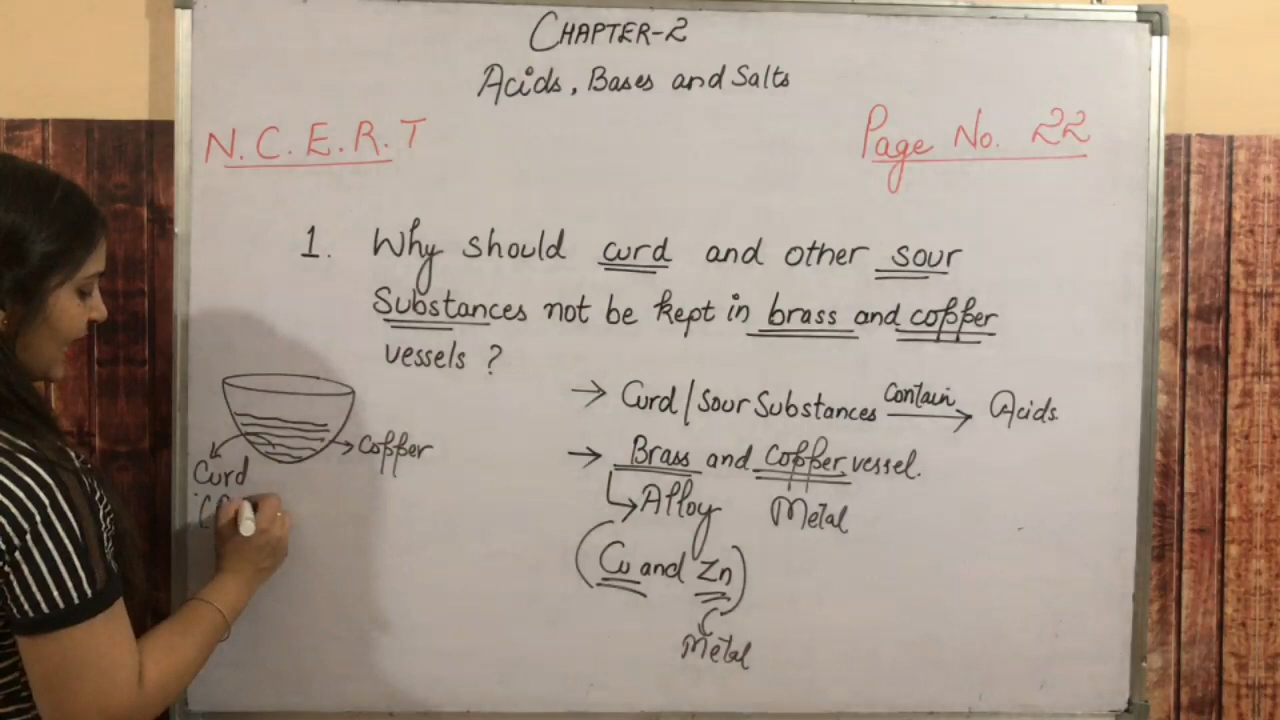 CHAPTER-2
Acids, Bases and Salts
N.C.E.R.T
Page No. 22
1. Why should curd and other sour
Substances not be kept in brass and copper
vessels ?
→ Curd/Sour Substances Contain → Acids
→ Brass and Copper vessel.
Alloy
Metal
(Cu and Zn)
Metal
Copper
Curd